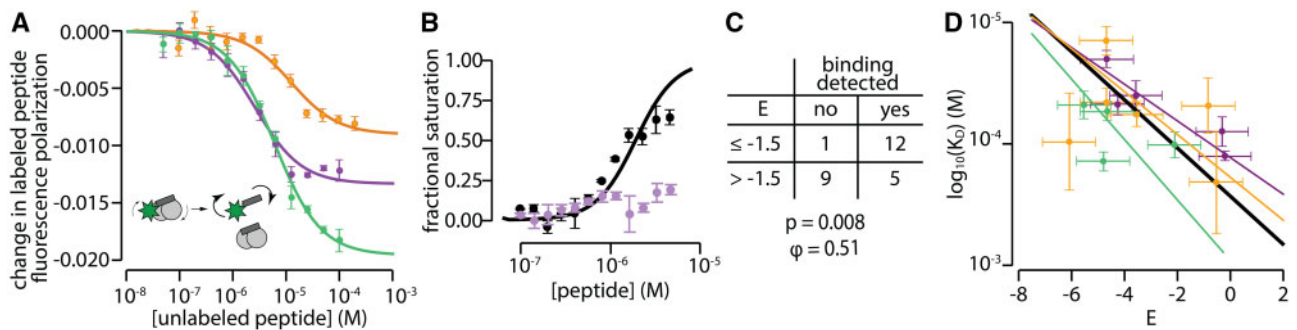 A
change in labeled peptide
fluorescence polarization
0.000
-0.005
-0.010
-0.015
-0.020
10-8
10-7
10-6
10-5
10-4
10-3
[unlabeled peptide] (M)
B
fractional saturation
1.00
0.75
0.50
0.25
0.00
10-7
10-6
10-5
[peptide] (M)
C
binding
detected
E no yes
≤ -1.5 1 12
> -1.5 9 5
p = 0.008
φ = 0.51
D
log10(KD) (M)
10-5
10-4
10-3
-8 -6 -4 -2 0 2
E